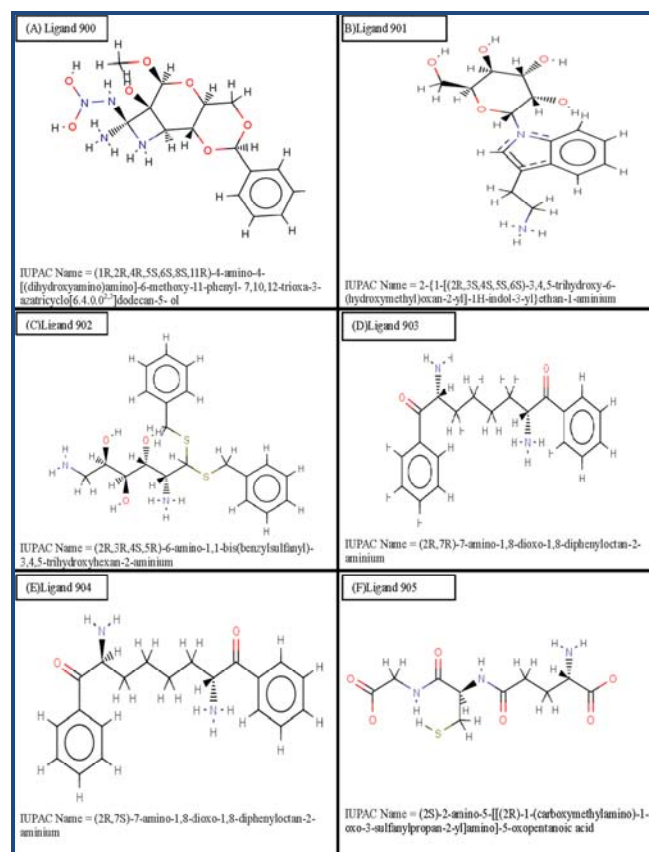 (A) Ligand 900
IUPAC Name = (1R,2R,4R,5S,6S,8S,11R)-4-amino-4-
[(dihydroxyamino)amino]-6-methoxy-11-phenyl- 7,10,12-trioxa-3-
azatricyclo[6.4.0.0²,⁵]dodecan-5- ol
B)Ligand 901
IUPAC Name = 2-{1-[(2R,3S,4S,5S,6S)-3,4,5-trihydroxy-6-
(hydroxymethyl)oxan-2-yl]-1H-indol-3-yl}ethan-1-aminium
(C)Ligand 902
IUPAC Name = (2R,3R,4S,5R)-6-amino-1,1-bis(benzylsulfanyl)-
3,4,5-trihydroxyhexan-2-aminium
(D)Ligand 903
IUPAC Name = (2R,7R)-7-amino-1,8-dioxo-1,8-diphenyloctan-2-
aminium
(E)Ligand 904
IUPAC Name = (2R,7S)-7-amino-1,8-dioxo-1,8-diphenyloctan-2-
aminium
(F)Ligand 905
IUPAC Name = (2S)-2-amino-5-[[(2R)-1-(carboxymethylamino)-1-
oxo-3-sulfanylpropan-2-yl]amino]-5-oxopentanoic acid